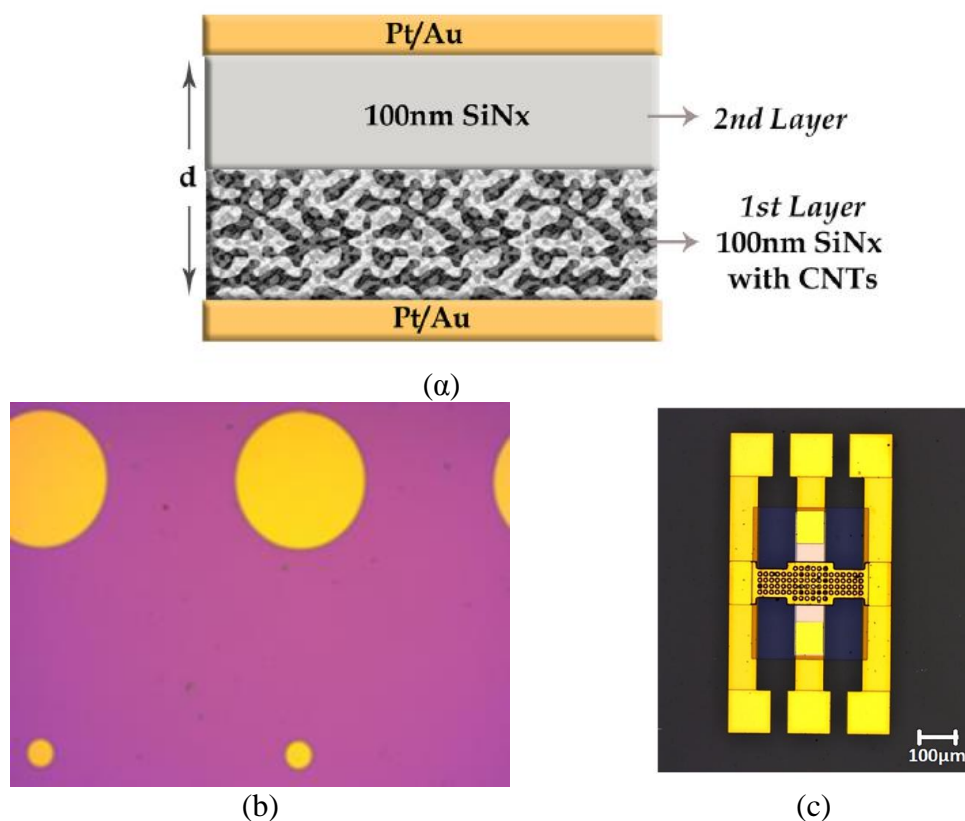 Pt/Au
100nm SiNx
2nd Layer
d
1st Layer
100nm SiNx
with CNTs
Pt/Au
(α)
100μm
(b)
(c)